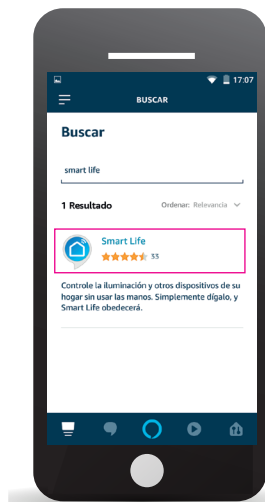 17:07
BUSCAR
Buscar
smart life
1 Resultado Ordenar: Relevancia
Smart Life
33
Controle la iluminación y otros dispositivos de su
hogar sin usar las manos. Simplemente dígalo, y
Smart Life obedecerá.